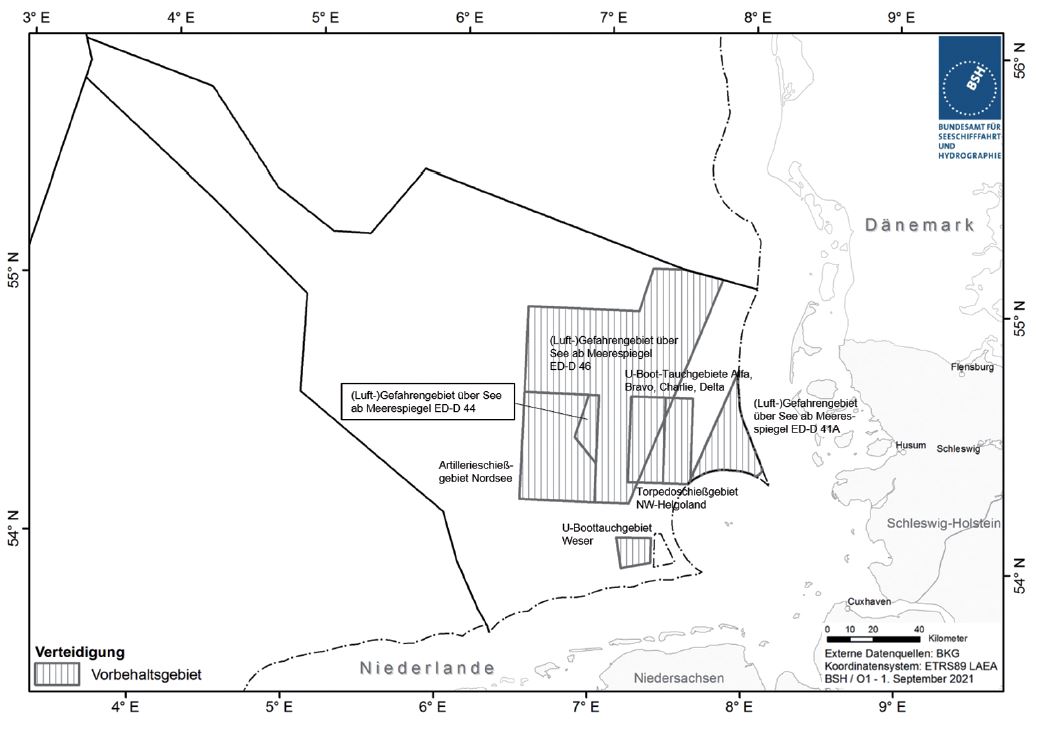 3° E 4° E 5° E 6° E 7° E 8° E 9° E
56° N
BSH
BUNDESAMT FÜR
SEESCHIFFFAHRT
UND
HYDROGRAPHIE
Dänemark
55° N
55° N
(Luft-)Gefahrengebiet über
See ab Meerespiegel
ED-D 46
U-Boot-Tauchgebiete Alfa,
Bravo, Charlie, Delta
Flensburg
(Luft-)Gefahrengebiet über See
ab Meerespiegel ED-D 44
(Luft-)Gefahrengebiet
über See ab Meeres-
spiegel ED-D 41A
Husum
Schleswig
Artillerieschieß-
gebiet Nordsee
Torpedoschießgebiet
NW-Helgoland
Schleswig-Holstein
54° N
U-Boottauchgebiet
Weser
54° N
Cuxhaven
0 10 20 40 Kilometer
Externe Datenquellen: BKG
Koordinatensystem: ETRS89 LAEA
BSH / O1 - 1. September 2021
Verteidigung
Vorbehaltsgebiet
Niederlande
Niedersachsen
4° E 5° E 6° E 7° E 8° E 9° E